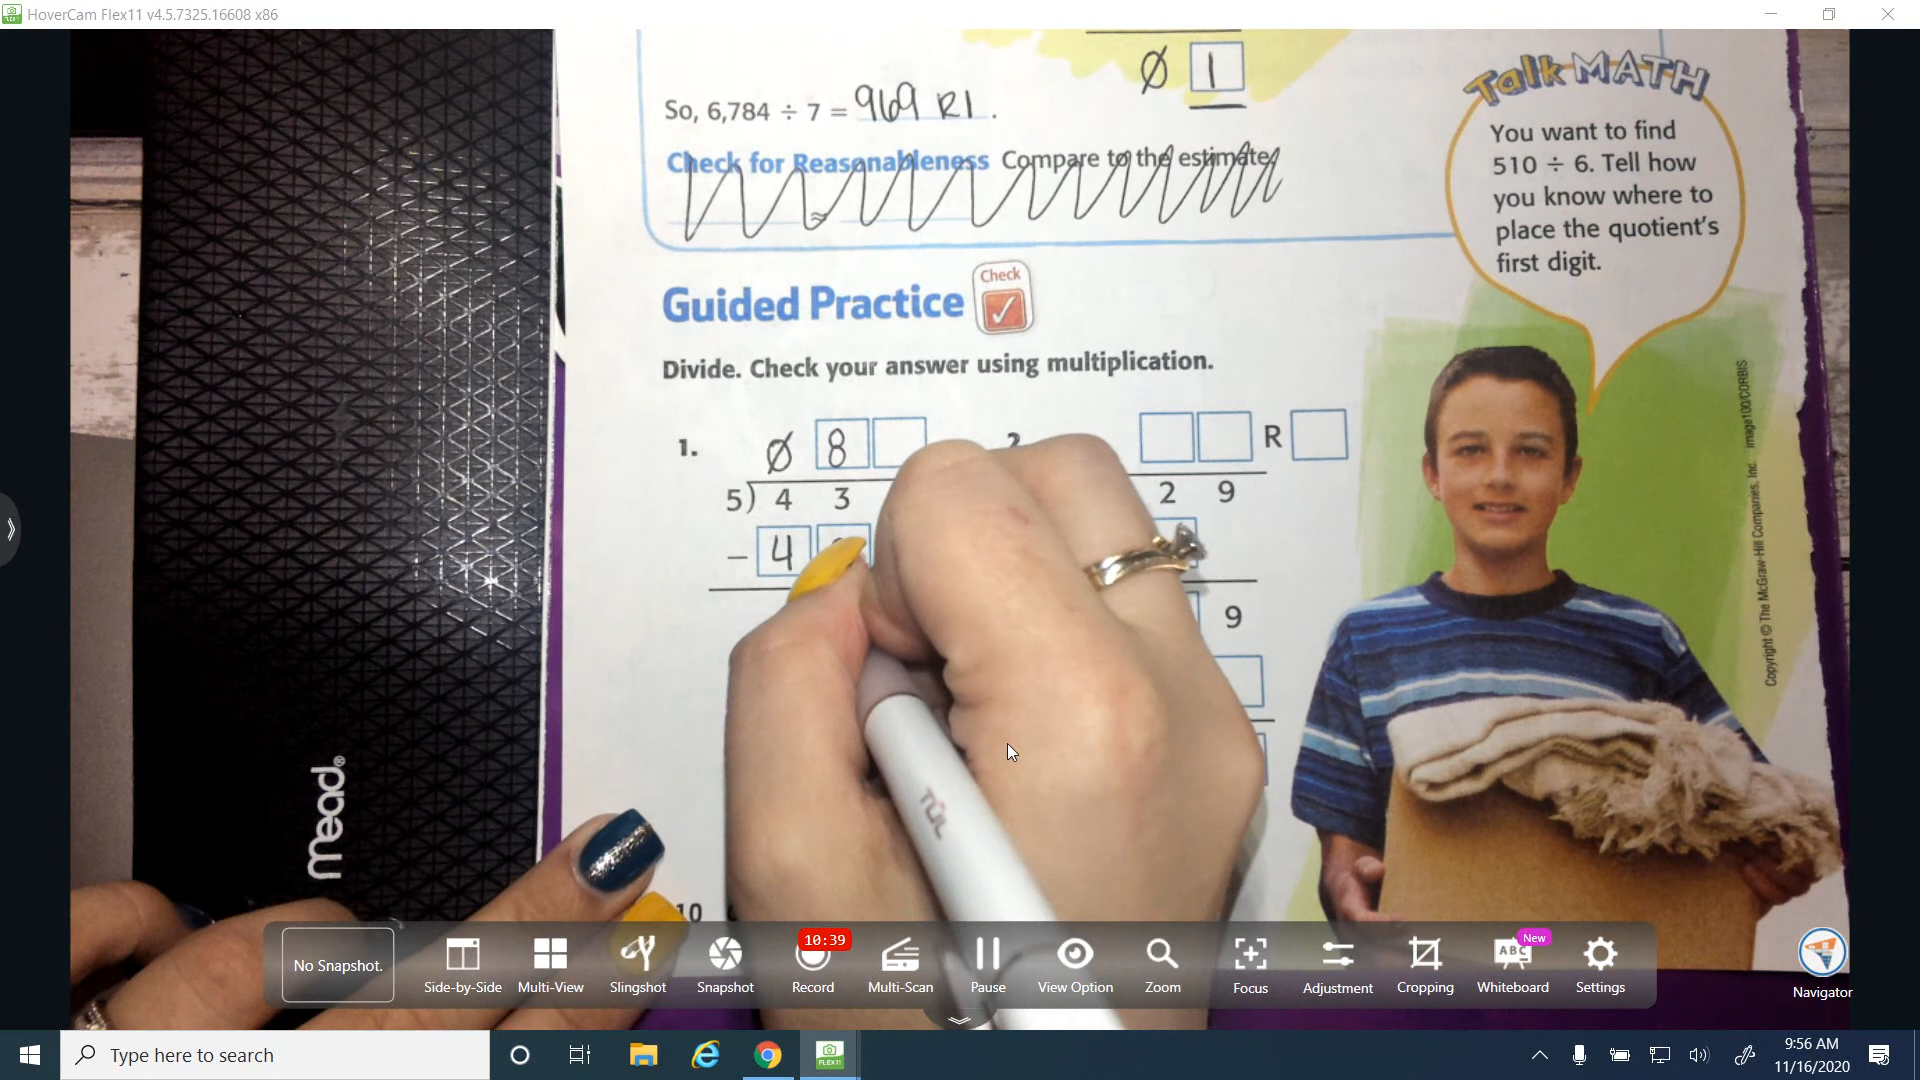 HoverCam Flex11 v4.5.7325.16608 x86
Ø 1
So, 6,784 ÷ 7 = 969 R1.
Check for Reasonableness Compare to the estimate.
≈
Talk MATH
You want to find
510 ÷ 6. Tell how
you know where to
place the quotient's
first digit.
Guided Practice
Check
Divide. Check your answer using multiplication.
1.
Ø 8
5) 4 3
− 4
2
R
2 9
9
Copyright © The McGraw-Hill Companies, Inc. image100/CORBIS
mead®
TUL
10
No Snapshot.
Side-by-Side
Multi-View
Slingshot
Snapshot
10:39
Record
Multi-Scan
Pause
View Option
Zoom
Focus
Adjustment
Cropping
New
ABC
Whiteboard
Settings
Navigator
Type here to search
FLEX11
9:56 AM
11/16/2020